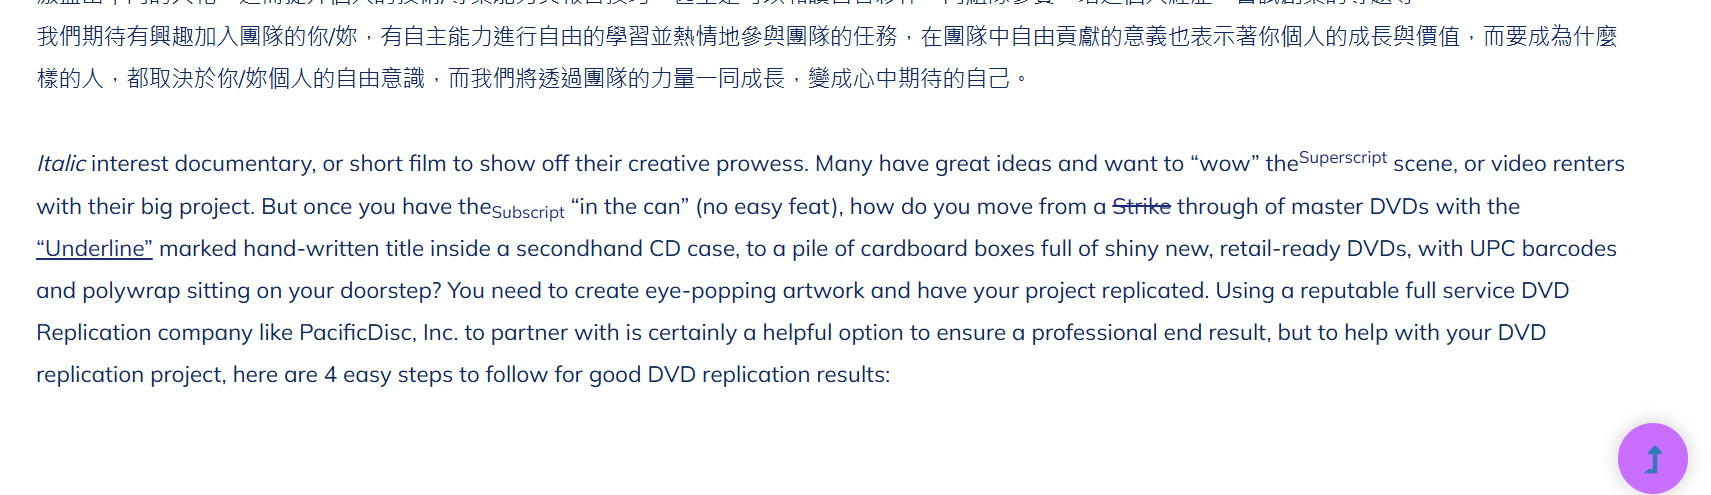 我們期待有興趣加入團隊的你/妳，有自主能力進行自由的學習並熱情地參與團隊的任務，在團隊中自由貢獻的意義也表示著你個人的成長與價值，而要成為什麼
樣的人，都取決於你/妳個人的自由意識，而我們將透過團隊的力量一同成長，變成心中期待的自己。
Italic interest documentary, or short film to show off their creative prowess. Many have great ideas and want to “wow” theSuperscript scene, or video renters
with their big project. But once you have theSubscript “in the can” (no easy feat), how do you move from a Strike through of master DVDs with the
“Underline” marked hand-written title inside a secondhand CD case, to a pile of cardboard boxes full of shiny new, retail-ready DVDs, with UPC barcodes
and polywrap sitting on your doorstep? You need to create eye-popping artwork and have your project replicated. Using a reputable full service DVD
Replication company like PacificDisc, Inc. to partner with is certainly a helpful option to ensure a professional end result, but to help with your DVD
replication project, here are 4 easy steps to follow for good DVD replication results: